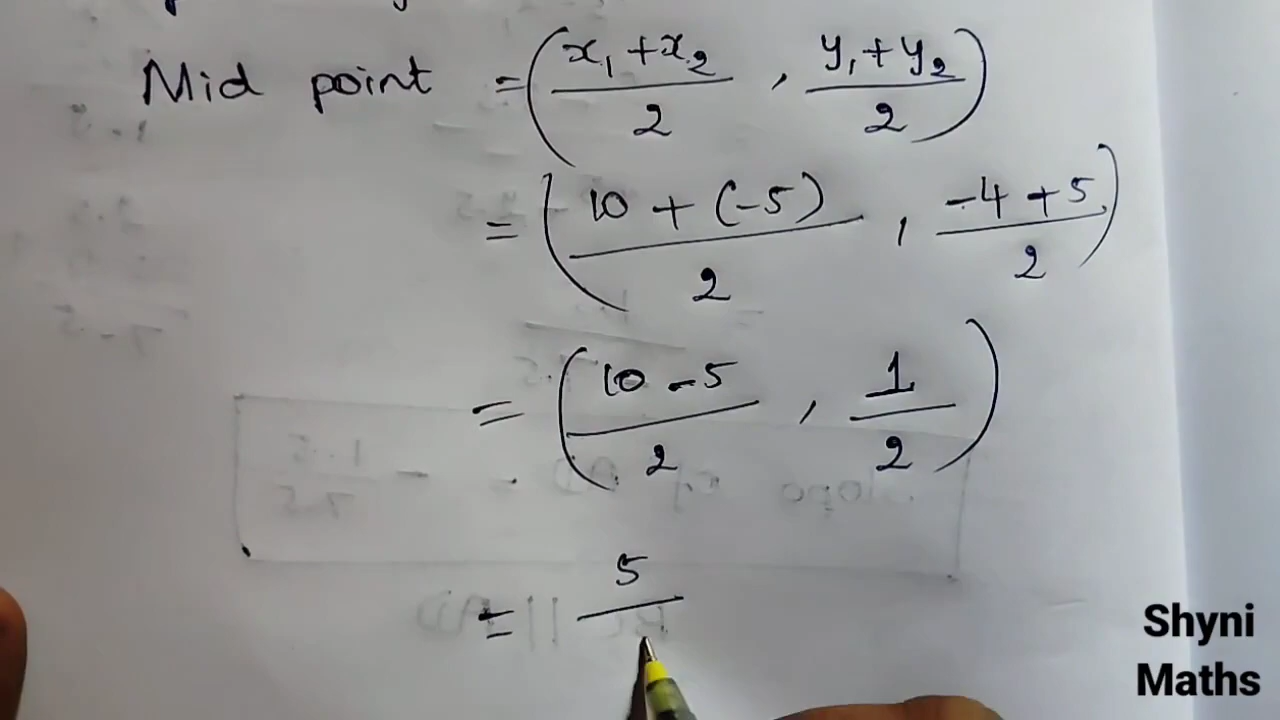 Mid point = ( x₁ + x₂ / 2 , y₁ + y₂ / 2 )
= ( 10 + (-5) / 2 , -4 + 5 / 2 )
= ( 10 - 5 / 2 , 1 / 2 )
= 5 /
Shyni
Maths